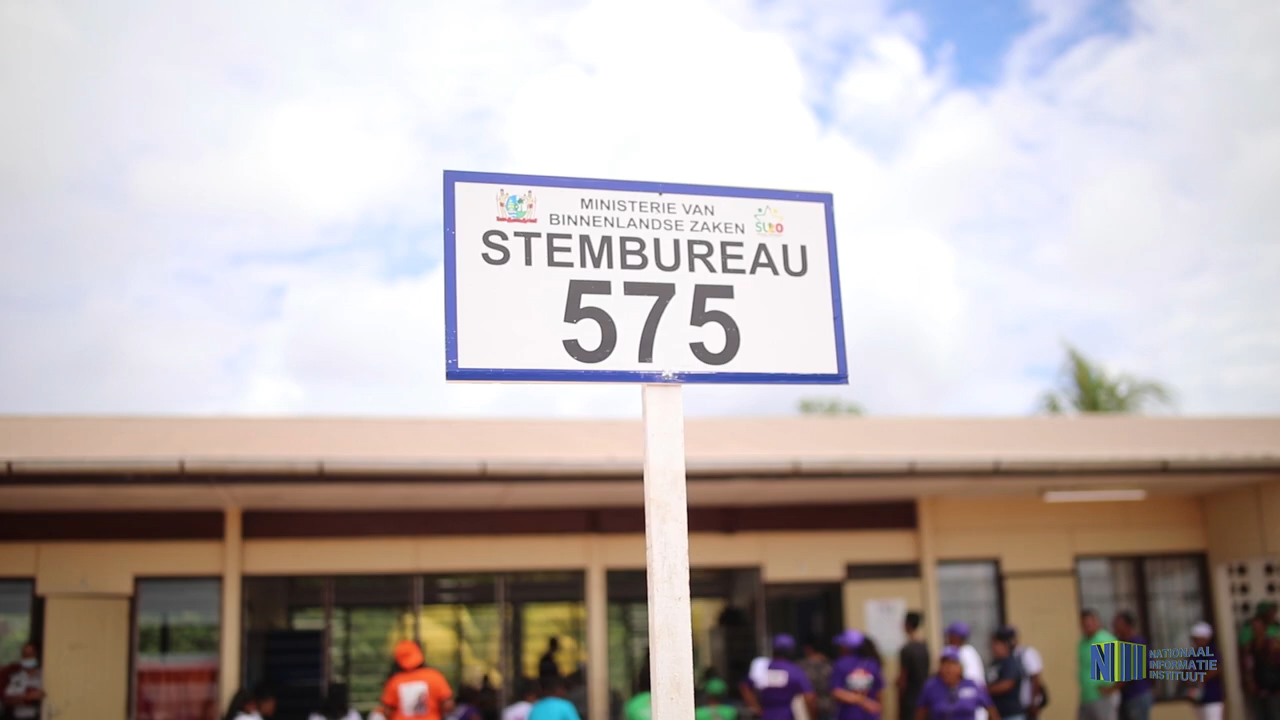 MINISTERIE VAN
BINNENLANDSE ZAKEN
STEMBUREAU
575
NATIONAAL
INFORMATIE
INSTITUUT